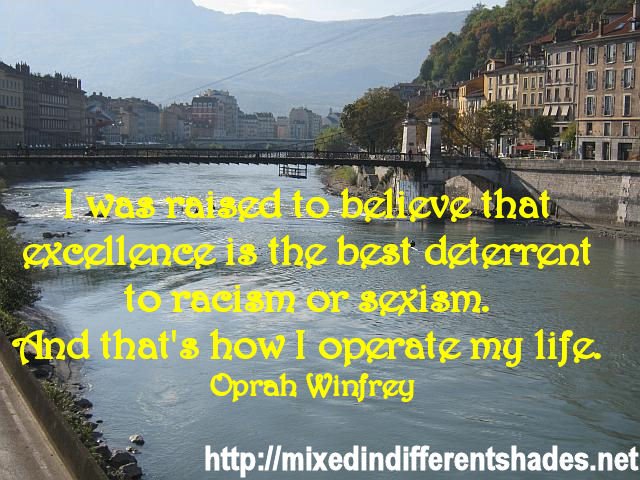 I was raised to believe that
excellence is the best deterrent
to racism or sexism.
And that's how I operate my life.
Oprah Winfrey
http://mixedindifferentshades.net